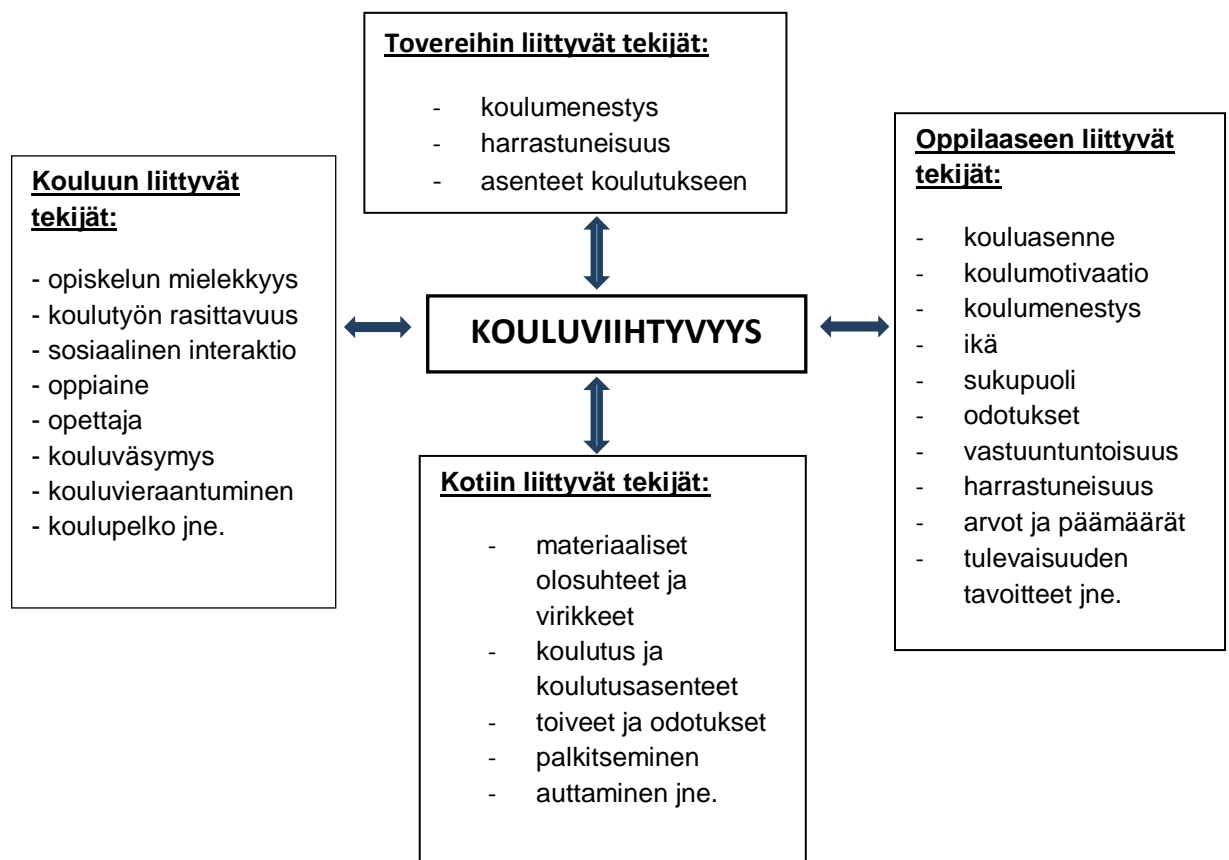 Tovereihin liittyvät tekijät:
- koulumenestys
- harrastuneisuus
- asenteet koulutukseen
Kouluun liittyvät
tekijät:
- opiskelun mielekkyys
- koulutyön rasittavuus
- sosiaalinen interaktio
- oppiaine
- opettaja
- kouluväsymys
- kouluvieraantuminen
- koulupelko jne.
KOULUVIIHTYVYYS
Oppilaaseen liittyvät
tekijät:
- kouluasenne
- koulumotivaatio
- koulumenestys
- ikä
- sukupuoli
- odotukset
- vastuuntuntoisuus
- harrastuneisuus
- arvot ja päämäärät
- tulevaisuuden
tavoitteet jne.
Kotiin liittyvät tekijät:
- materiaaliset
olosuhteet ja
virikkeet
- koulutus ja
koulutusasenteet
- toiveet ja odotukset
- palkitseminen
- auttaminen jne.